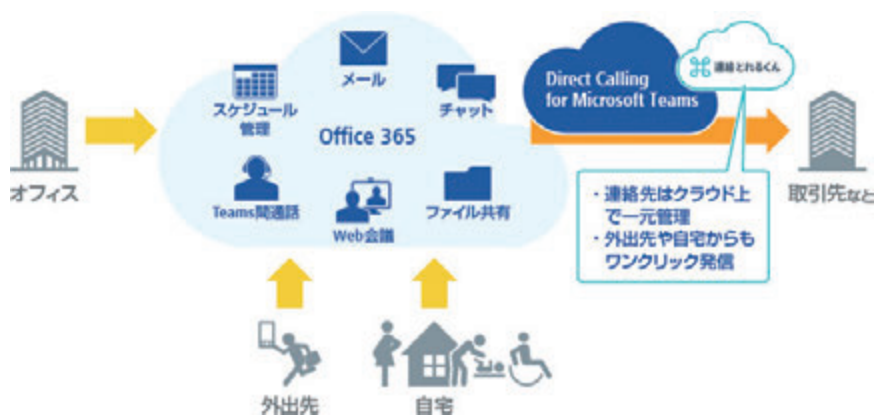 メール
スケジュール
管理
チャット
Office 365
Teams間通話
Web会議
ファイル共有
Direct Calling
for Microsoft Teams
連絡とれるくん
オフィス
取引先など
・連絡先はクラウド上
で一元管理
・外出先や自宅からも
ワンクリック発信
外出先
自宅